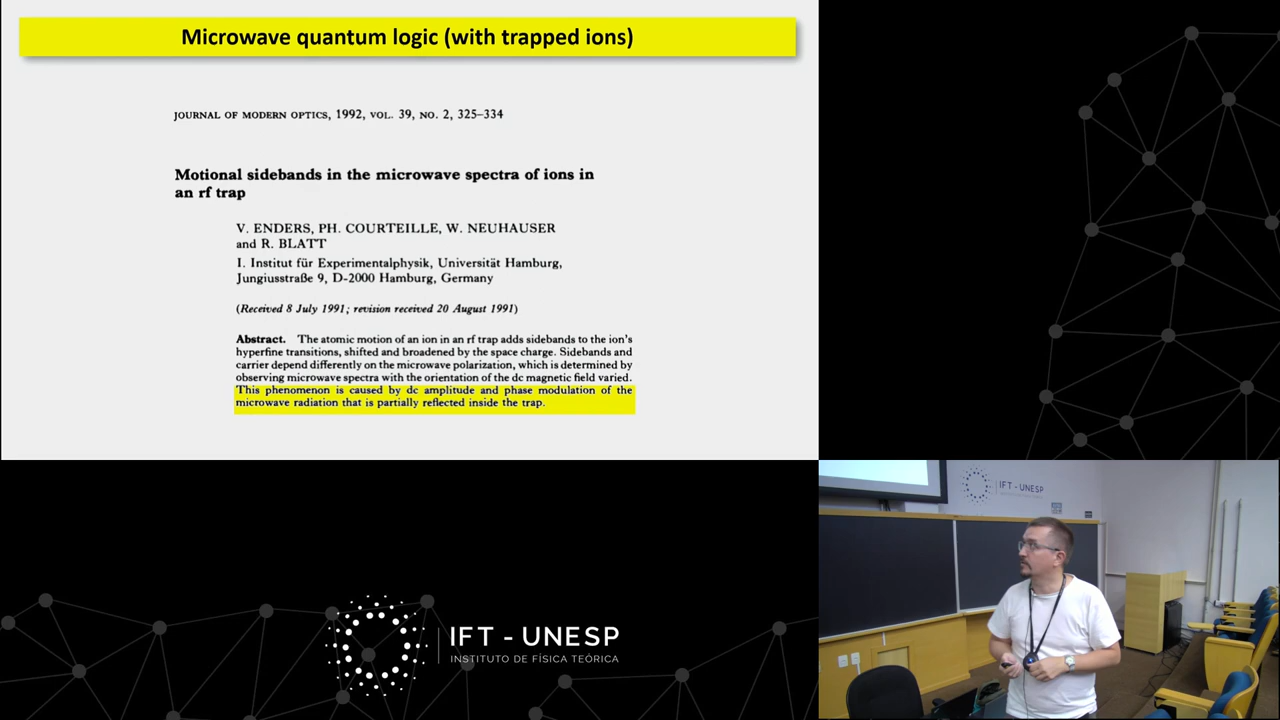 Microwave quantum logic (with trapped ions)
JOURNAL OF MODERN OPTICS, 1992, VOL. 39, NO. 2, 325–334
Motional sidebands in the microwave spectra of ions in
an rf trap
V. ENDERS, PH. COURTEILLE, W. NEUHAUSER
and R. BLATT
I. Institut für Experimentalphysik, Universität Hamburg,
Jungiusstraße 9, D-2000 Hamburg, Germany
(Received 8 July 1991; revision received 20 August 1991)
Abstract. The atomic motion of an ion in an rf trap adds sidebands to the ion's
hyperfine transitions, shifted and broadened by the space charge. Sidebands and
carrier depend differently on the microwave polarization, which is determined by
observing microwave spectra with the orientation of the dc magnetic field varied.
This phenomenon is caused by dc amplitude and phase modulation of the
microwave radiation that is partially reflected inside the trap.
IFT - UNESP
IFT - UNESP
INSTITUTO DE FÍSICA TEÓRICA